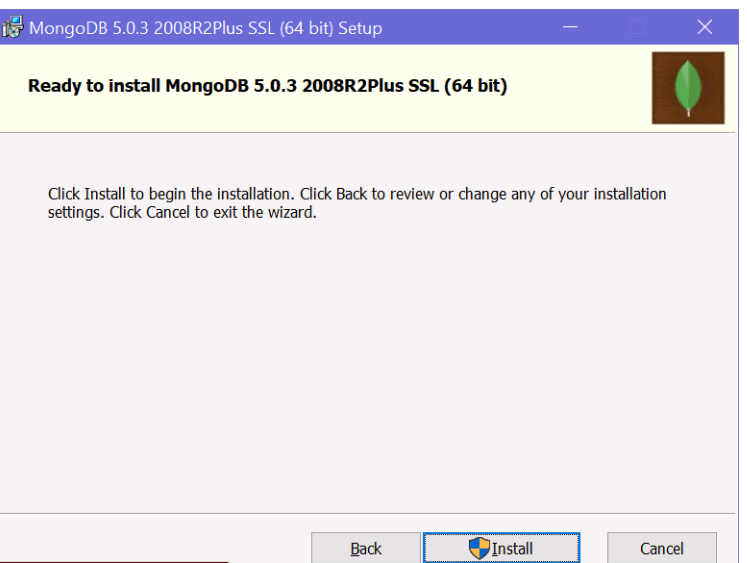 MongoDB 5.0.3 2008R2Plus SSL (64 bit) Setup
Ready to install MongoDB 5.0.3 2008R2Plus SSL (64 bit)
Click Install to begin the installation. Click Back to review or change any of your installation
settings. Click Cancel to exit the wizard.
Back
Install
Cancel